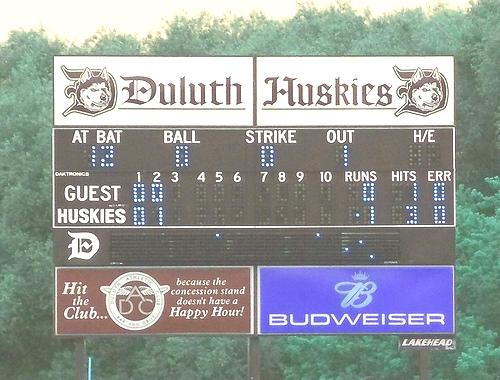 Duluth Huskies
AT BAT BALL STRIKE OUT H/E
12 0 0 1
DAKTRONICS 1 2 3 4 5 6 7 8 9 10 RUNS HITS ERR
GUEST 0 0 0 1 0
HUSKIES 0 1 1 3 0
D
Hit the Club...
ADC
because the concession stand doesn't have a Happy Hour!
B
BUDWEISER
LAKEHEAD